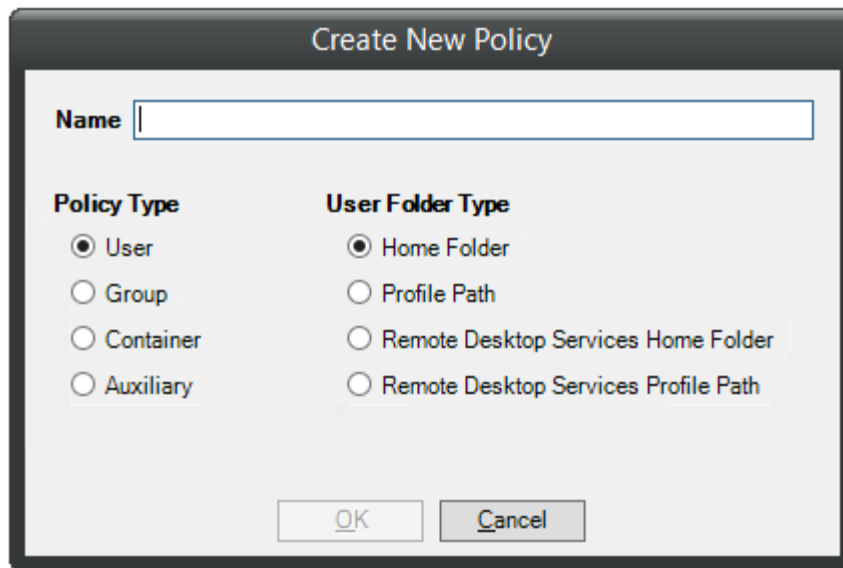 Create New Policy
Name
Policy Type
User
Group
Container
Auxiliary
User Folder Type
Home Folder
Profile Path
Remote Desktop Services Home Folder
Remote Desktop Services Profile Path
OK
Cancel